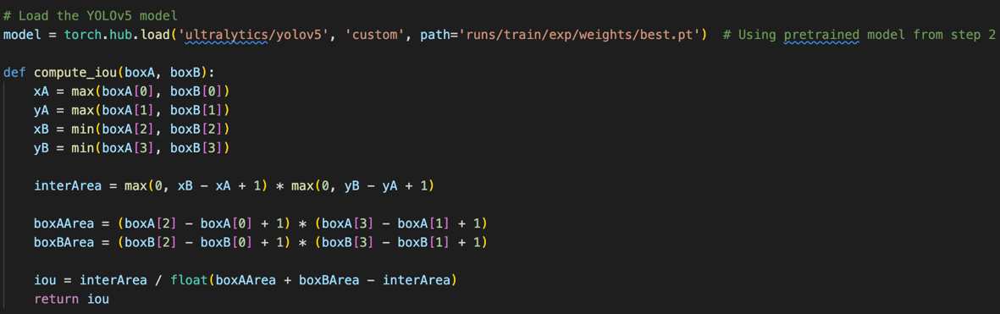 # Load the YOLOv5 model
model = torch.hub.load('ultralytics/yolov5', 'custom', path='runs/train/exp/weights/best.pt')  # Using pretrained model from step 2
def compute_iou(boxA, boxB):
    xA = max(boxA[0], boxB[0])
    yA = max(boxA[1], boxB[1])
    xB = min(boxA[2], boxB[2])
    yB = min(boxA[3], boxB[3])
    interArea = max(0, xB - xA + 1) * max(0, yB - yA + 1)
    boxAArea = (boxA[2] - boxA[0] + 1) * (boxA[3] - boxA[1] + 1)
    boxBArea = (boxB[2] - boxB[0] + 1) * (boxB[3] - boxB[1] + 1)
    iou = interArea / float(boxAArea + boxBArea - interArea)
    return iou